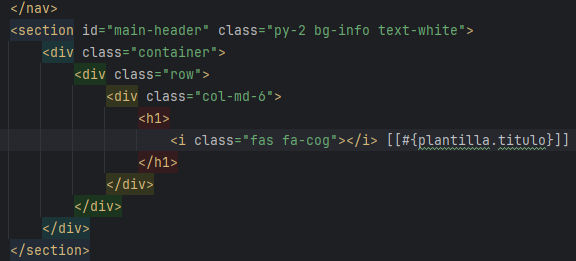 </nav>
<section id="main-header" class="py-2 bg-info text-white">
<div class="container">
<div class="row">
<div class="col-md-6">
<h1>
<i class="fas fa-cog"></i> [[#{plantilla.titulo}]]
</h1>
</div>
</div>
</div>
</section>